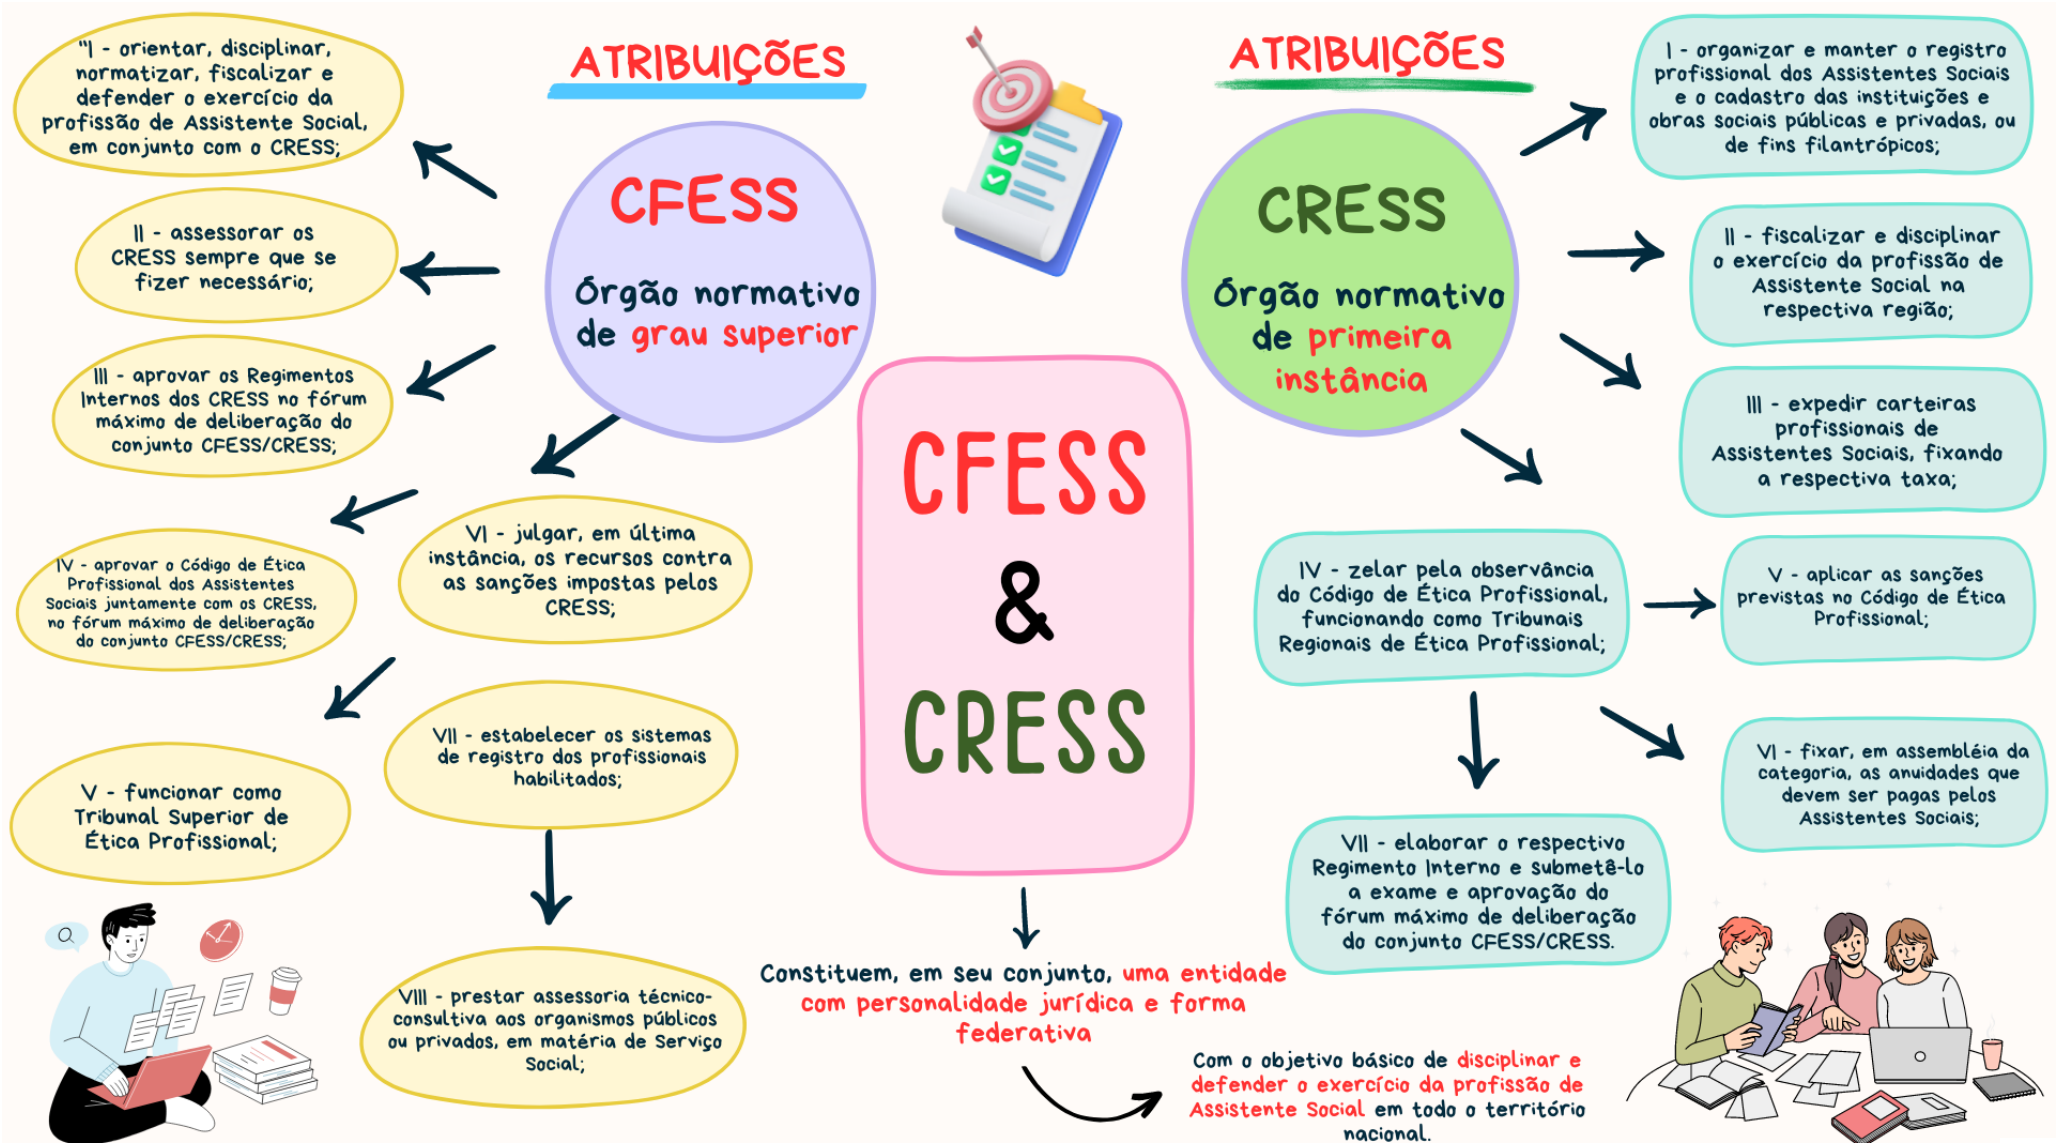 ATRIBUIÇÕES
CFESS
Órgão normativo
de grau superior
"I - orientar, disciplinar,
normatizar, fiscalizar e
defender o exercício da
profissão de Assistente Social,
em conjunto com o CRESS;
II - assessorar os
CRESS sempre que se
fizer necessário;
III - aprovar os Regimentos
Internos dos CRESS no fórum
máximo de deliberação do
conjunto CFESS/CRESS;
IV - aprovar o Código de Ética
Profissional dos Assistentes
Sociais juntamente com os CRESS,
no fórum máximo de deliberação
do conjunto CFESS/CRESS;
V - funcionar como
Tribunal Superior de
Ética Profissional;
VI - julgar, em última
instância, os recursos contra
as sanções impostas pelos
CRESS;
VII - estabelecer os sistemas
de registro dos profissionais
habilitados;
VIII - prestar assessoria técnico-
consultiva aos organismos públicos
ou privados, em matéria de Serviço
Social;
CFESS
&
CRESS
Constituem, em seu conjunto, uma entidade
com personalidade jurídica e forma
federativa
Com o objetivo básico de disciplinar e
defender o exercício da profissão de
Assistente Social em todo o território
nacional.
ATRIBUIÇÕES
CRESS
Órgão normativo
de primeira
instância
I - organizar e manter o registro
profissional dos Assistentes Sociais
e o cadastro das instituições e
obras sociais públicas e privadas, ou
de fins filantrópicos;
II - fiscalizar e disciplinar
o exercício da profissão de
Assistente Social na
respectiva região;
III - expedir carteiras
profissionais de
Assistentes Sociais, fixando
a respectiva taxa;
IV - zelar pela observância
do Código de Ética Profissional,
funcionando como Tribunais
Regionais de Ética Profissional;
V - aplicar as sanções
previstas no Código de Ética
Profissional;
VI - fixar, em assembléia da
categoria, as anuidades que
devem ser pagas pelos
Assistentes Sociais;
VII - elaborar o respectivo
Regimento Interno e submetê-lo
a exame e aprovação do
fórum máximo de deliberação
do conjunto CFESS/CRESS.